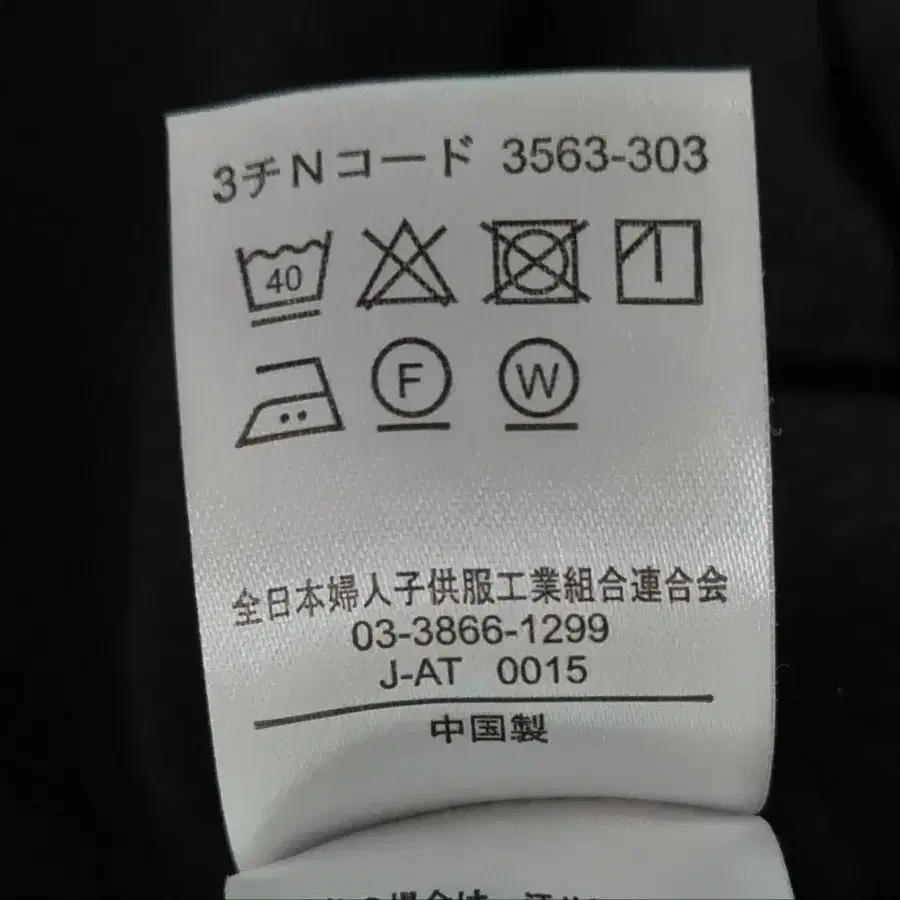 3チNコード 3563-303
40
F W
全日本婦人子供服工業組合連合会
03-3866-1299
J-AT 0015
中国製